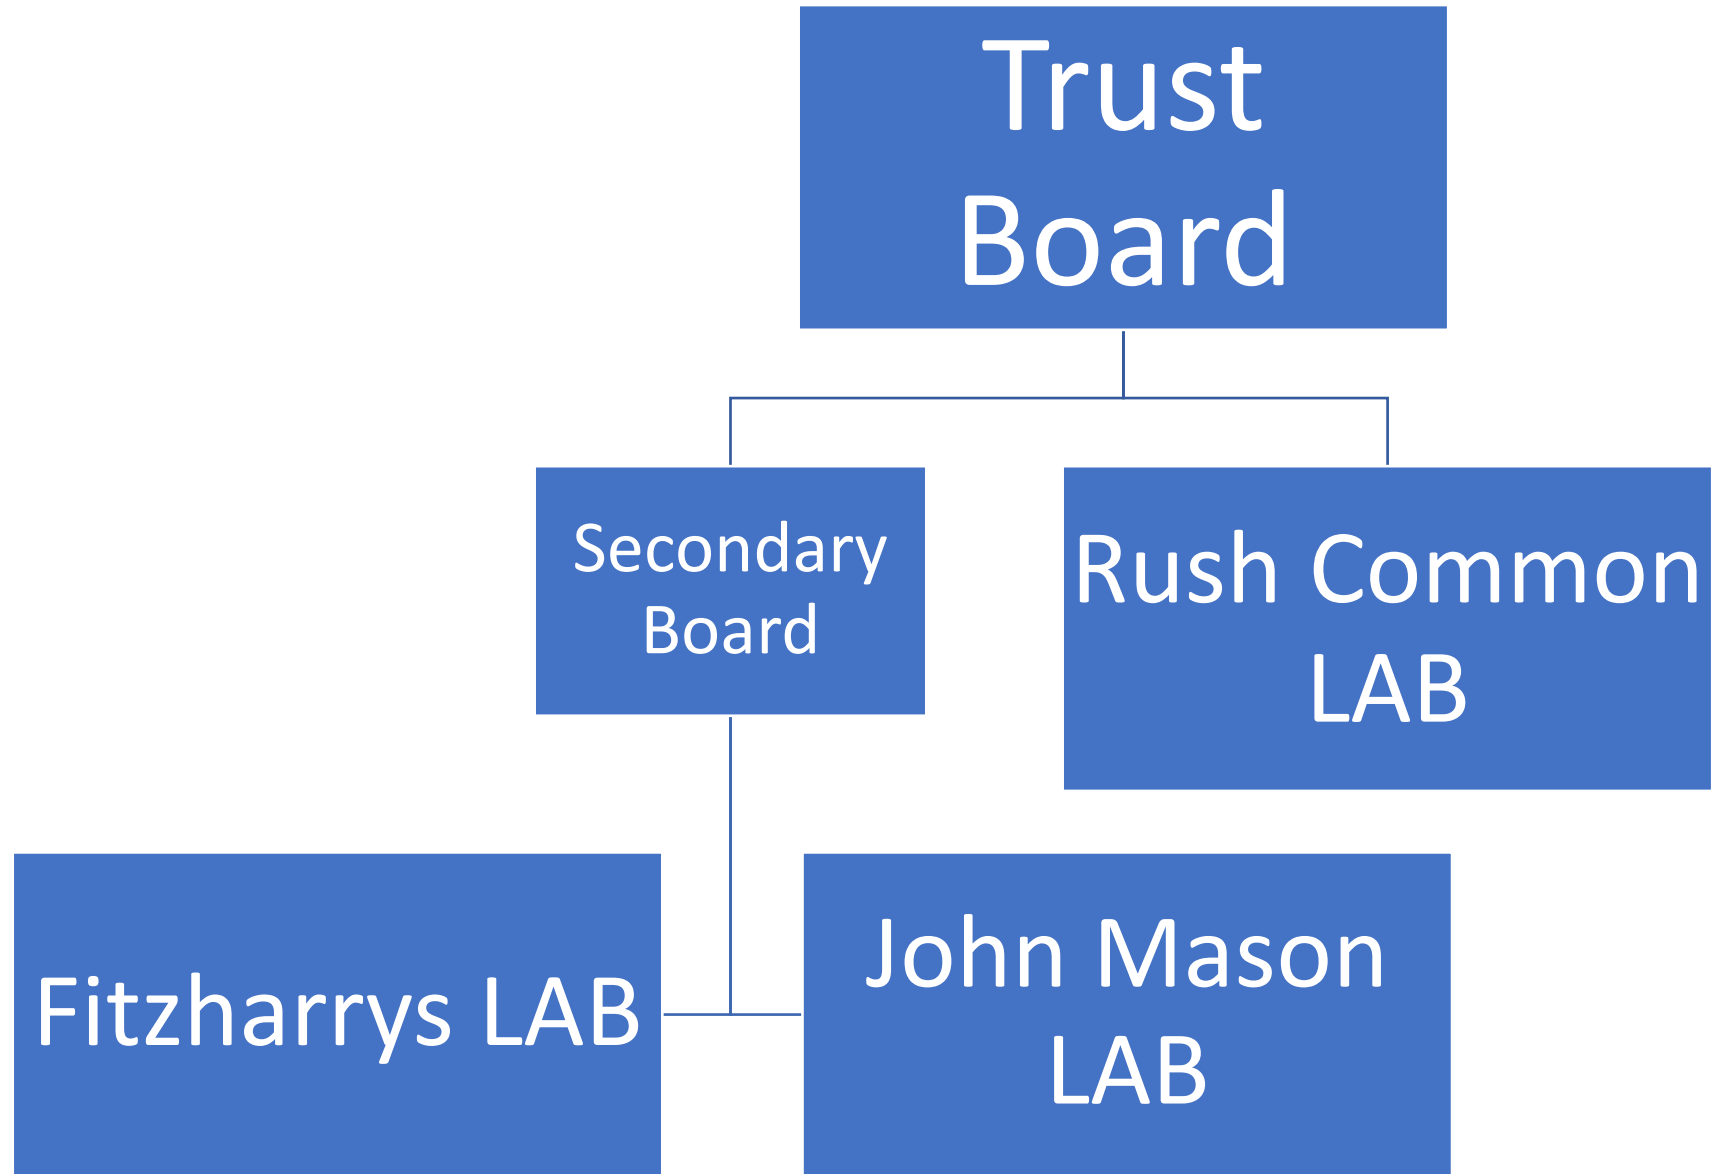 Trust
Board
Secondary
Board
Rush Common
LAB
Fitzharrys LAB
John Mason
LAB